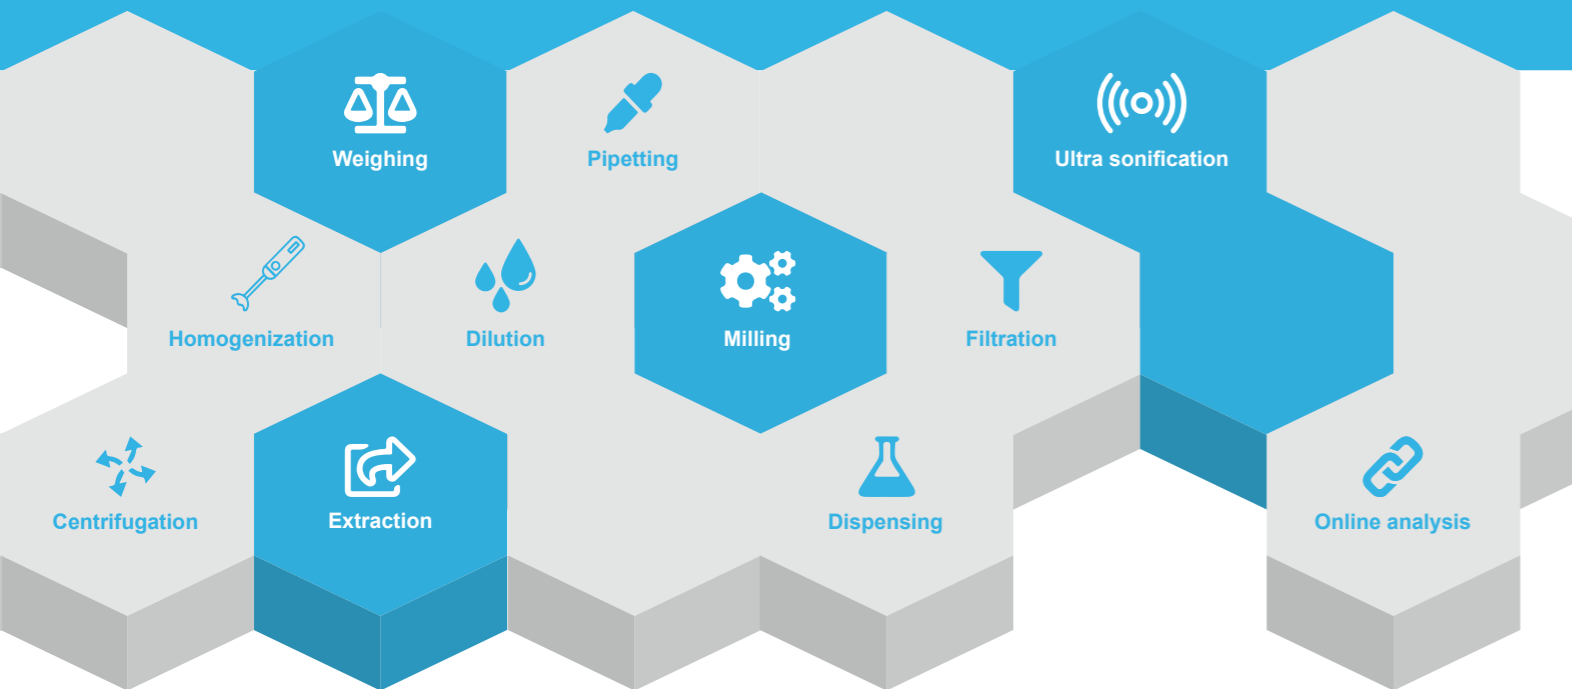 Weighing
Pipetting
Ultra sonification
Homogenization
Dilution
Milling
Filtration
Centrifugation
Extraction
Dispensing
Online analysis